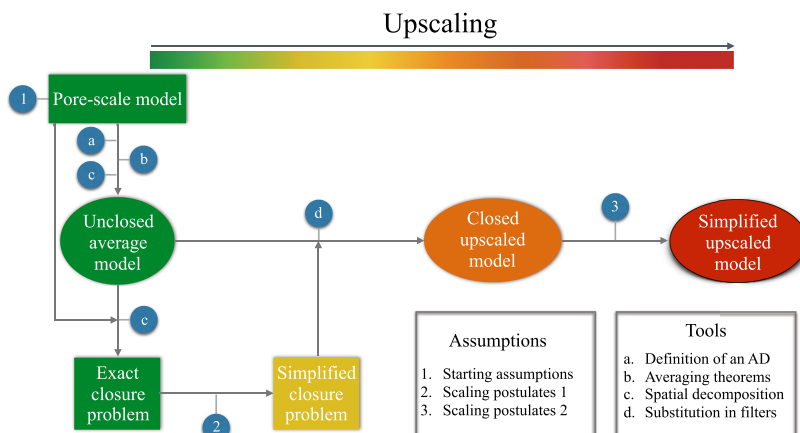 Upscaling
1
Pore-scale model
a
b
c
Unclosed
average
model
d
Closed
upscaled
model
3
Simplified
upscaled
model
c
Exact
closure
problem
2
Simplified
closure
problem
Assumptions
1. Starting assumptions
2. Scaling postulates 1
3. Scaling postulates 2
Tools
a. Definition of an AD
b. Averaging theorems
c. Spatial decomposition
d. Substitution in filters